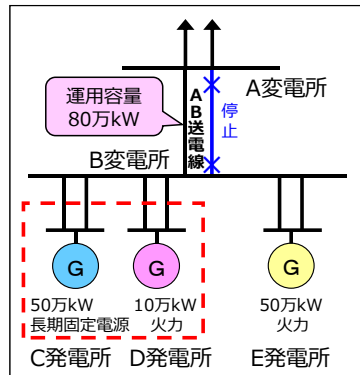 運用容量
80万kW
AB送電線
停止
A変電所
B変電所
G
G
G
50万kW
長期固定電源
10万kW
火力
50万kW
火力
C発電所
D発電所
E発電所